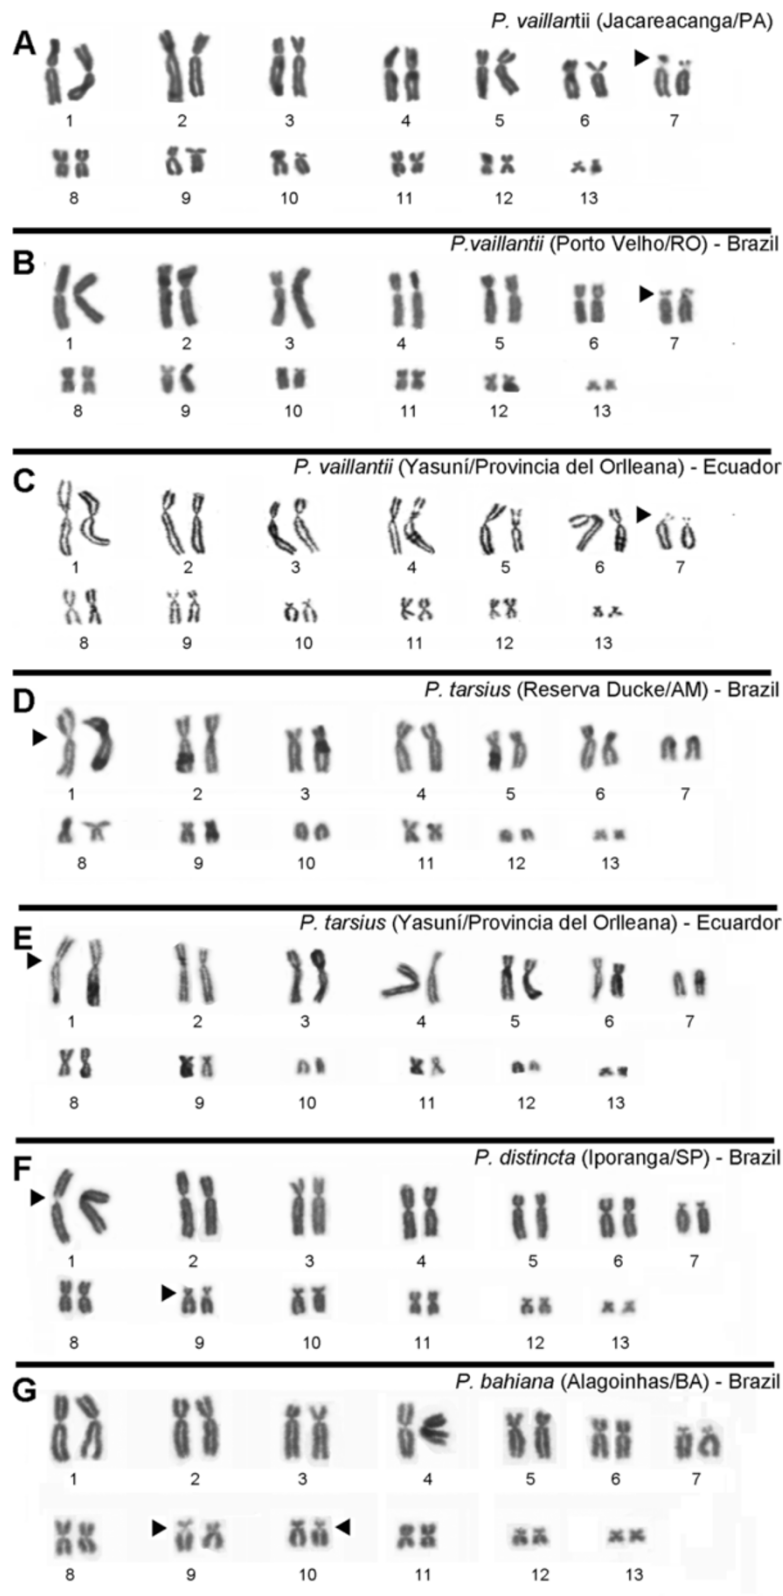 A
P. vaillantii (Jacareacanga/PA)
1 2 3 4 5 6 7
8 9 10 11 12 13
B
P.vaillantii (Porto Velho/RO) - Brazil
1 2 3 4 5 6 7
8 9 10 11 12 13
C
P. vaillantii (Yasuní/Provincia del Orlleana) - Ecuador
1 2 3 4 5 6 7
8 9 10 11 12 13
D
P. tarsius (Reserva Ducke/AM) - Brazil
1 2 3 4 5 6 7
8 9 10 11 12 13
E
P. tarsius (Yasuní/Provincia del Orlleana) - Ecuardor
1 2 3 4 5 6 7
8 9 10 11 12 13
F
P. distincta (Iporanga/SP) - Brazil
1 2 3 4 5 6 7
8 9 10 11 12 13
G
P. bahiana (Alagoinhas/BA) - Brazil
1 2 3 4 5 6 7
8 9 10 11 12 13